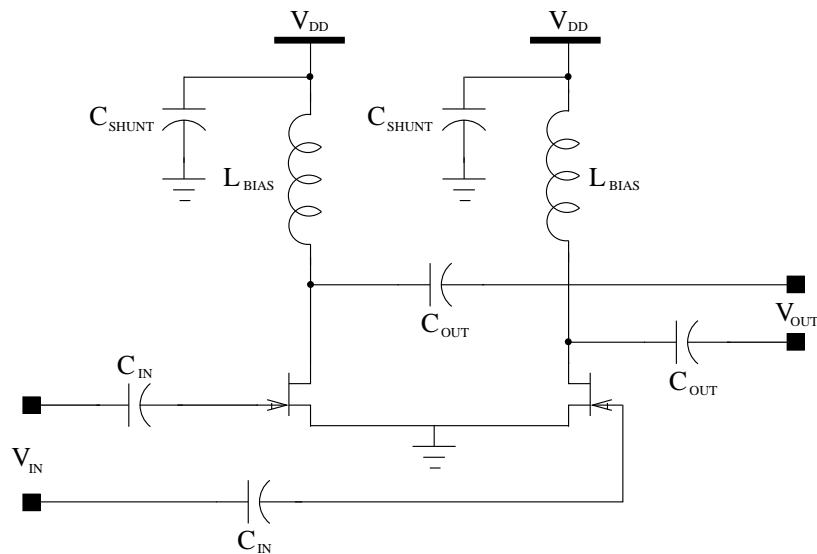 VDD
VDD
CSHUNT
CSHUNT
LBIAS
LBIAS
COUT
VOUT
CIN
COUT
VIN
CIN